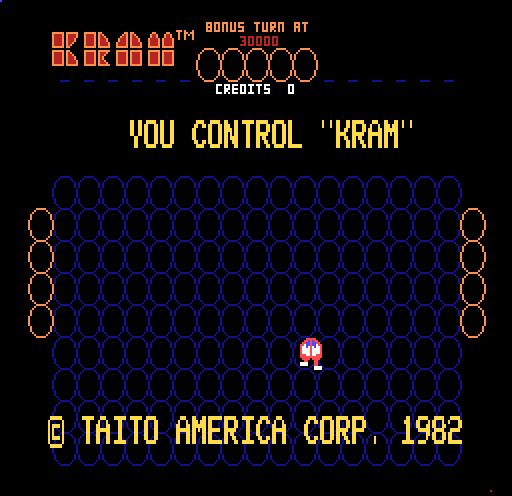 KRAM™
BONUS TURN AT
30000
CREDITS 0
YOU CONTROL "KRAM"
© TAITO AMERICA CORP. 1982